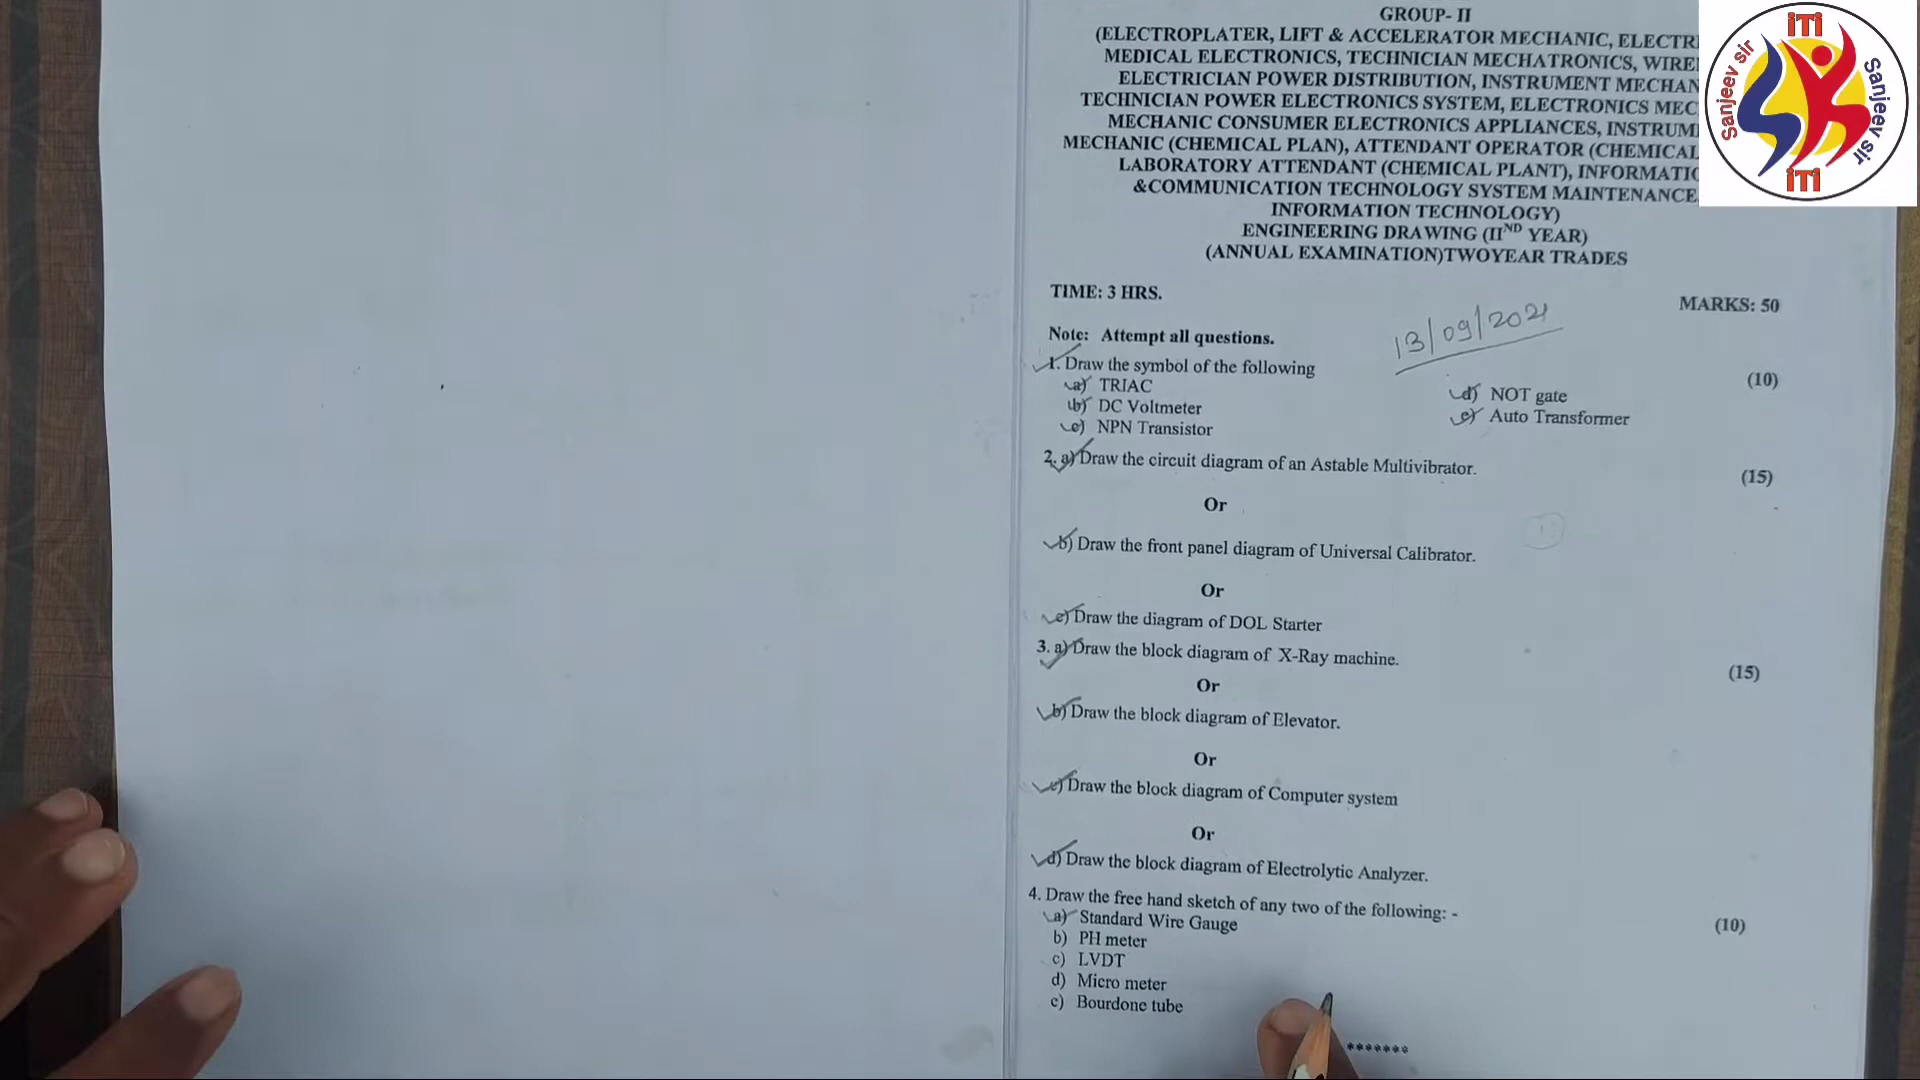 GROUP- II
(ELECTROPLATER, LIFT & ACCELERATOR MECHANIC,
MEDICAL ELECTRONICS, TECHNICIAN MECHATRONICS,
ELECTRICIAN POWER DISTRIBUTION, INSTRUMENT
TECHNICIAN POWER ELECTRONICS SYSTEM, ELECTRONICS
MECHANIC CONSUMER ELECTRONICS APPLIANCES,
MECHANIC (CHEMICAL PLAN), ATTENDANT OPERATOR (CHEMICAL
LABORATORY ATTENDANT (CHEMICAL PLANT),
&COMMUNICATION TECHNOLOGY SYSTEM MAINTENANCE
INFORMATION TECHNOLOGY)
ENGINEERING DRAWING (IIND YEAR)
(ANNUAL EXAMINATION)TWOYEAR TRADES
iTi
Sanjeev sir
Sanjeev sir
iTi
TIME: 3 HRS.
MARKS: 50
13/09/2021
Note: Attempt all questions.
1. Draw the symbol of the following (10)
a) TRIAC
b) DC Voltmeter
c) NPN Transistor
d) NOT gate
e) Auto Transformer
2. a) Draw the circuit diagram of an Astable Multivibrator. (15)
Or
b) Draw the front panel diagram of Universal Calibrator.
Or
c) Draw the diagram of DOL Starter
3. a) Draw the block diagram of X-Ray machine. (15)
Or
b) Draw the block diagram of Elevator.
Or
c) Draw the block diagram of Computer system
Or
d) Draw the block diagram of Electrolytic Analyzer.
4. Draw the free hand sketch of any two of the following: - (10)
a) Standard Wire Gauge
b) PH meter
c) LVDT
d) Micro meter
e) Bourdone tube
*******